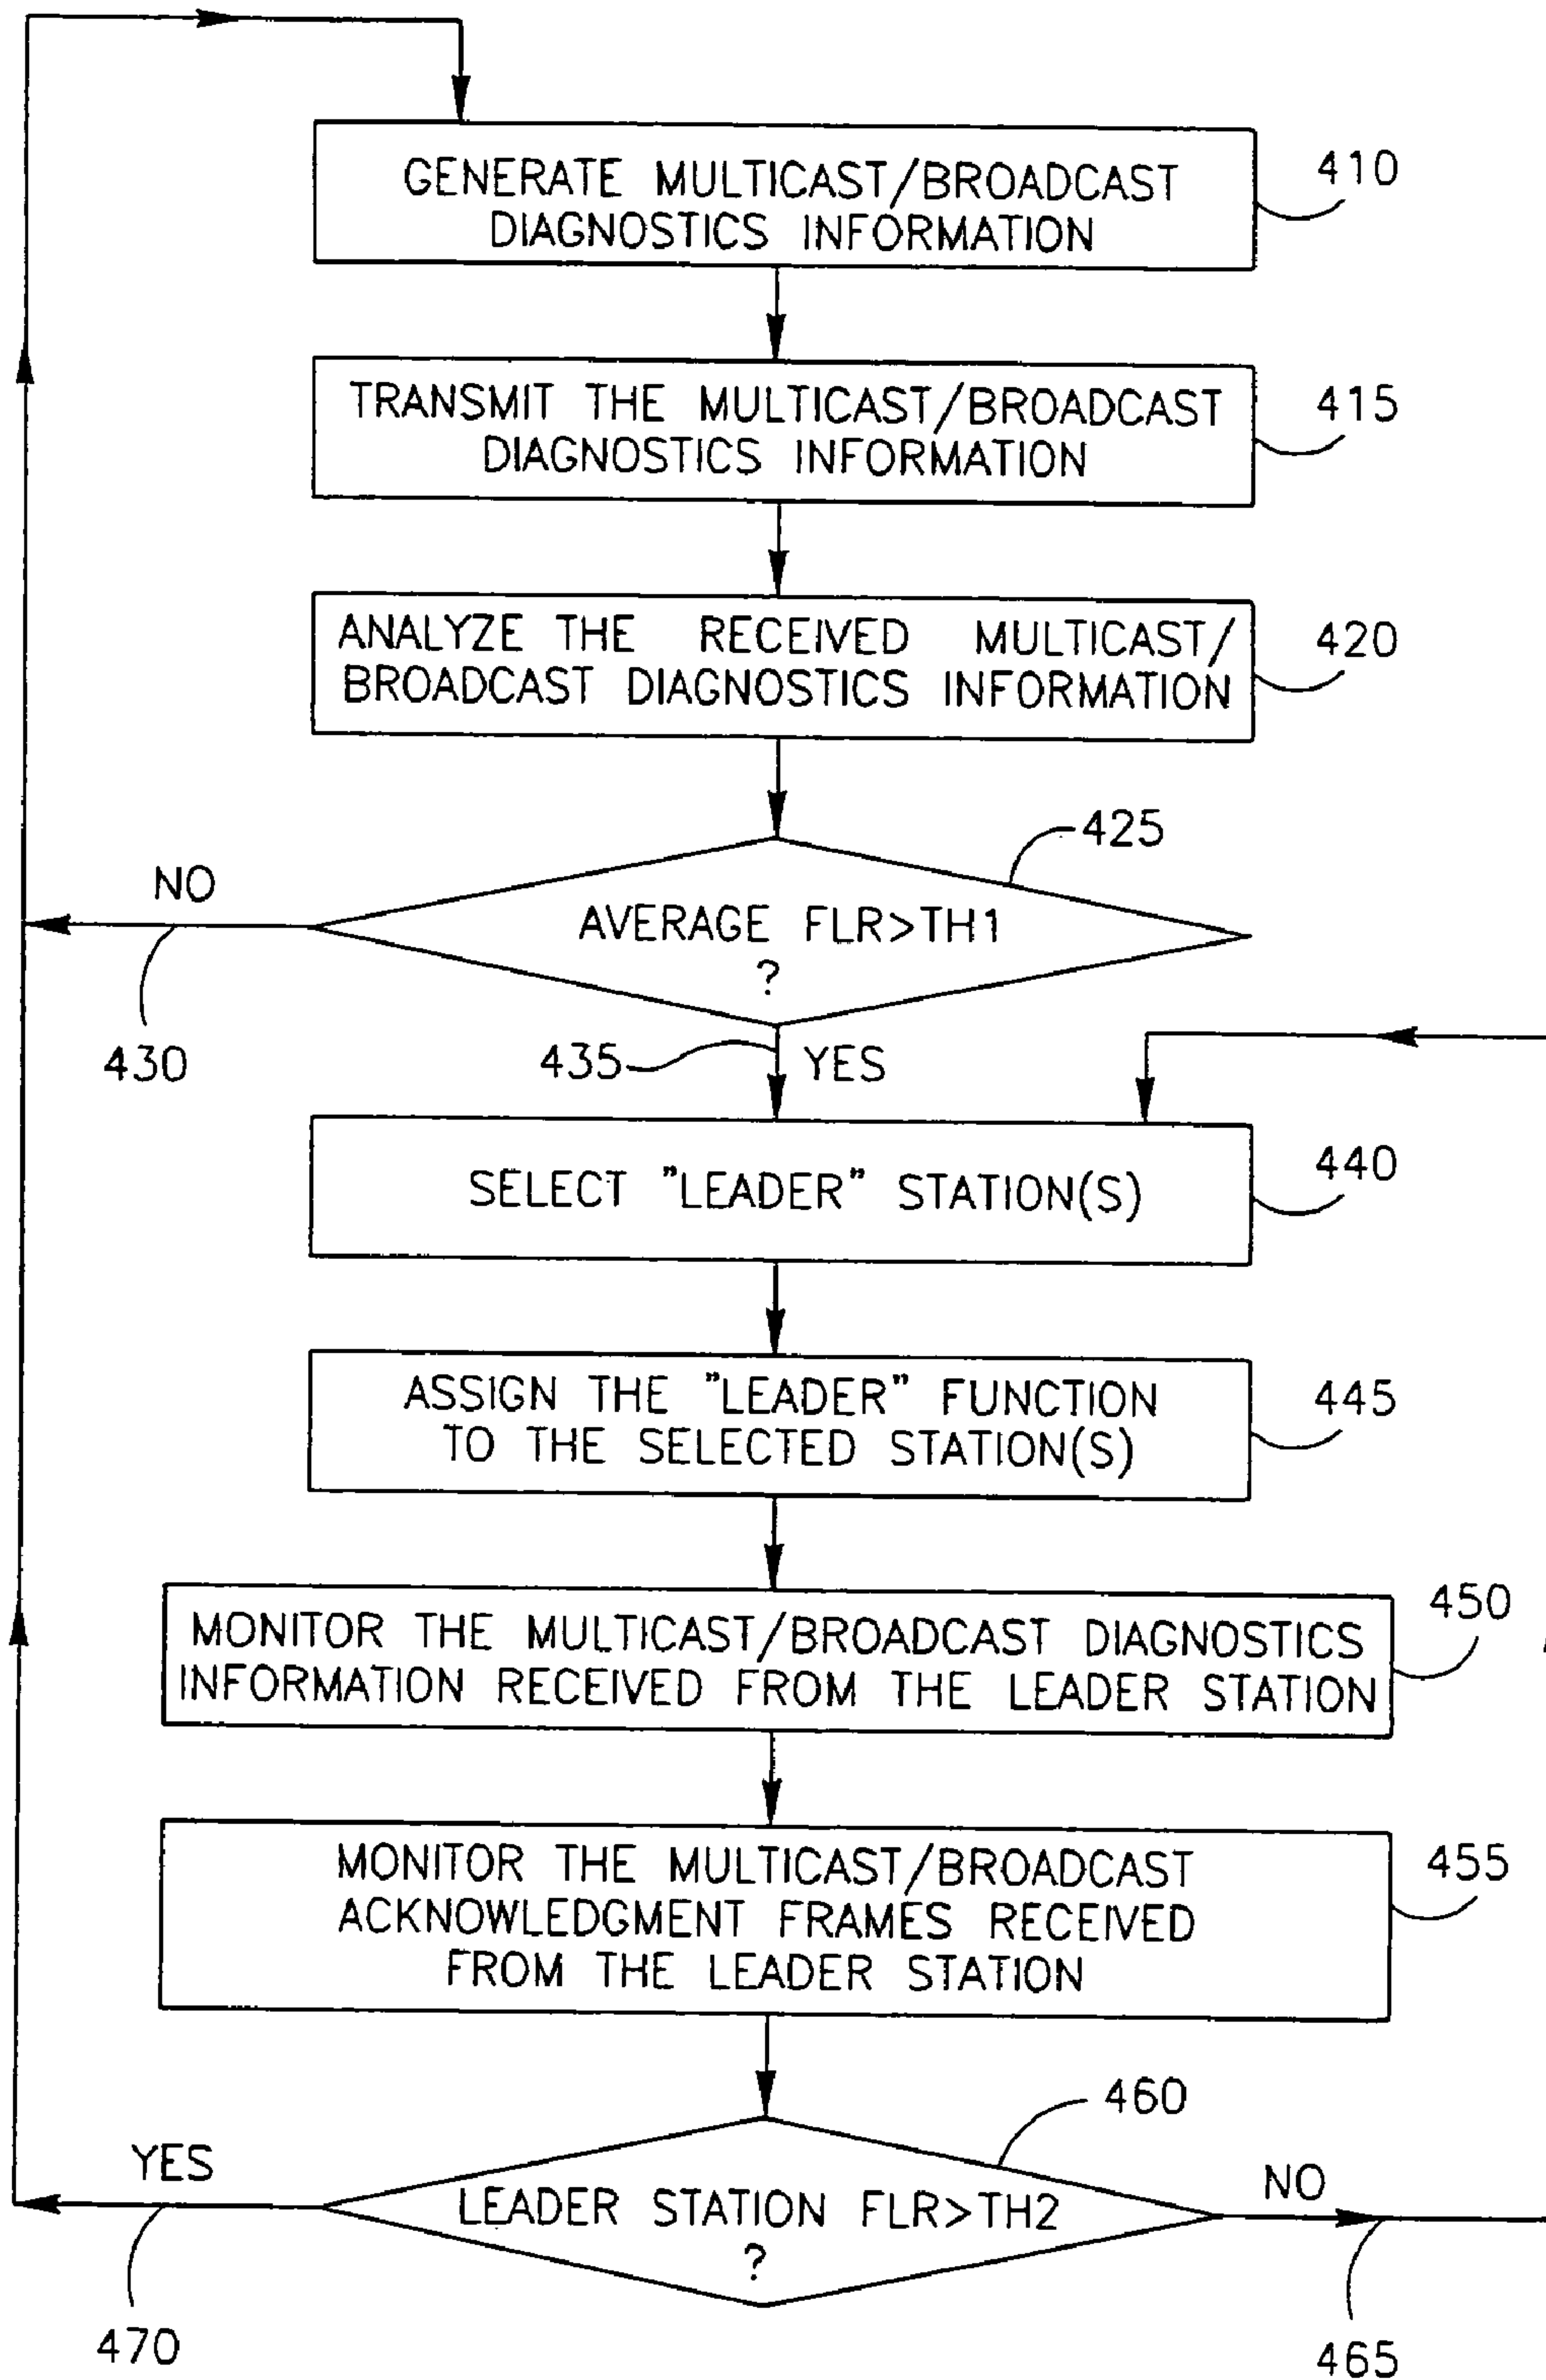 GENERATE MULTICAST/BROADCAST
DIAGNOSTICS INFORMATION
410
TRANSMIT THE MULTICAST/BROADCAST
DIAGNOSTICS INFORMATION
415
ANALYZE THE RECEIVED MULTICAST/
BROADCAST DIAGNOSTICS INFORMATION
420
425
NO
AVERAGE FLR>TH1
?
430
435
YES
SELECT "LEADER" STATION(S)
440
ASSIGN THE "LEADER" FUNCTION
TO THE SELECTED STATION(S)
445
MONITOR THE MULTICAST/BROADCAST DIAGNOSTICS
INFORMATION RECEIVED FROM THE LEADER STATION
450
MONITOR THE MULTICAST/BROADCAST
ACKNOWLEDGMENT FRAMES RECEIVED
FROM THE LEADER STATION
455
460
YES
LEADER STATION FLR>TH2
?
NO
470
465